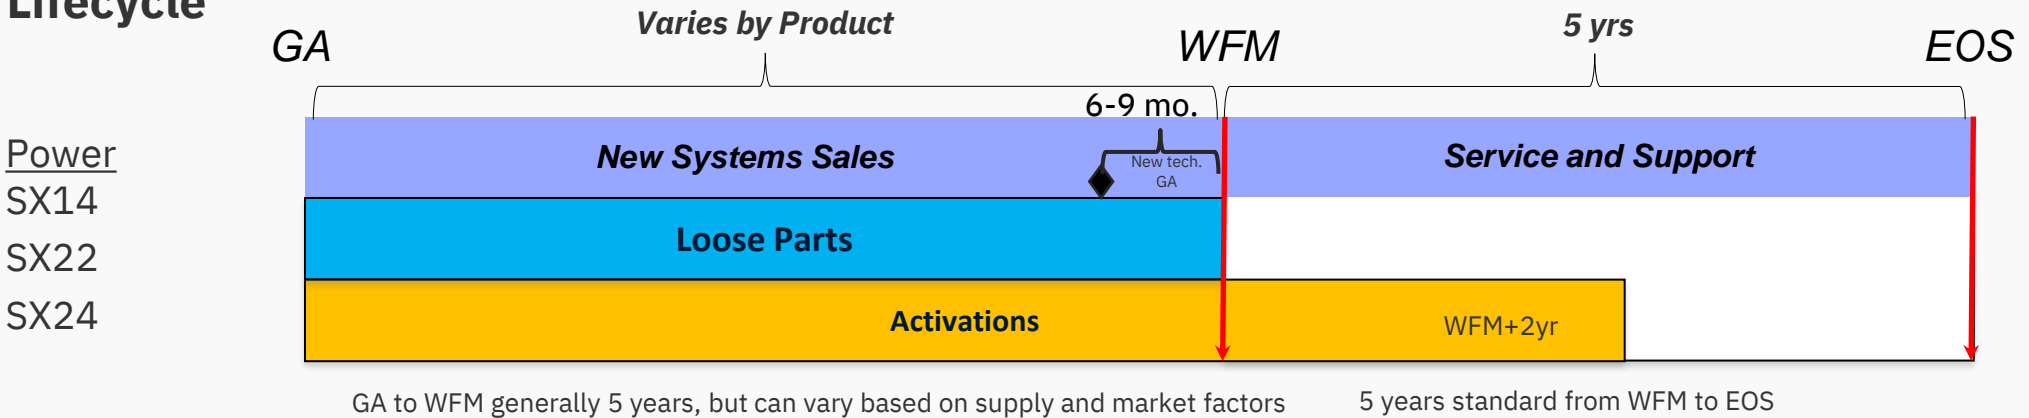 Lifecycle
Varies by Product
5 yrs
GA
WFM
EOS
6-9 mo.
Power
New Systems Sales
New tech.
GA
Service and Support
SX14
Loose Parts
SX22
SX24
Activations
WFM+2yr
GA to WFM generally 5 years, but can vary based on supply and market factors
5 years standard from WFM to EOS